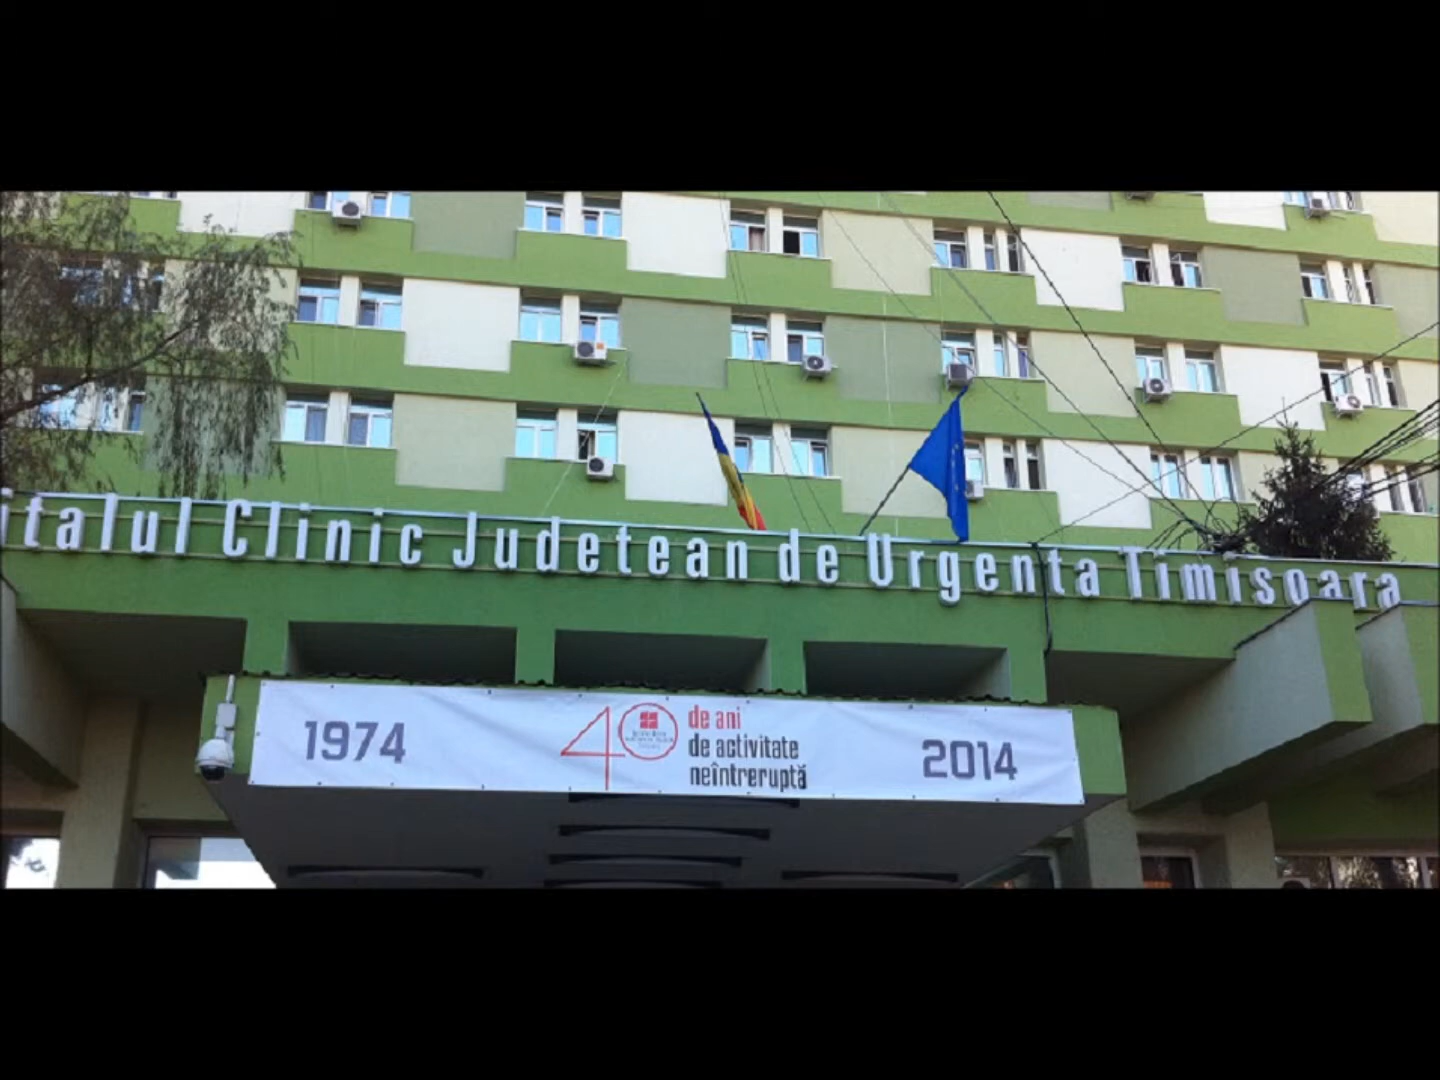 italul Clinic Judetean de Urgenta Timisoara
1974
40
de ani
de activitate
neîntreruptă
2014